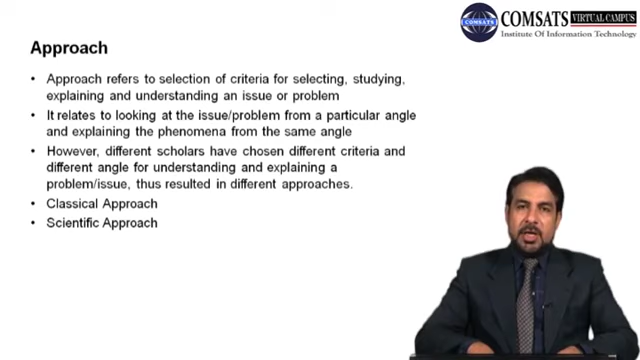 COMSATS VIRTUAL CAMPUS
Institute Of Information Technology
Approach
• Approach refers to selection of criteria for selecting, studying,
explaining and understanding an issue or problem
• It relates to looking at the issue/problem from a particular angle
and explaining the phenomena from the same angle
• However, different scholars have chosen different criteria and
different angle for understanding and explaining a
problem/issue, thus resulted in different approaches.
• Classical Approach
• Scientific Approach